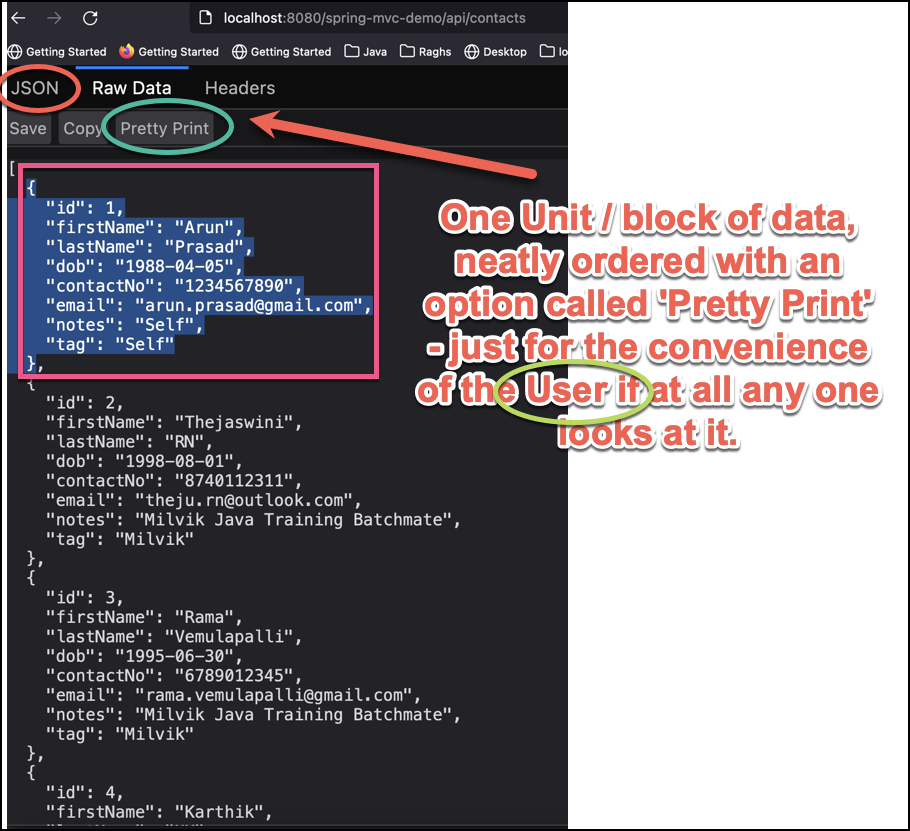 localhost:8080/spring-mvc-demo/api/contacts
Getting Started Getting Started Getting Started Java Raghs Desktop lo
JSON Raw Data Headers
Save Copy Pretty Print
[
{
"id": 1,
"firstName": "Arun",
"lastName": "Prasad",
"dob": "1988-04-05",
"contactNo": "1234567890",
"email": "arun.prasad@gmail.com",
"notes": "Self",
"tag": "Self"
},
{
"id": 2,
"firstName": "Thejaswini",
"lastName": "RN",
"dob": "1998-08-01",
"contactNo": "8740112311",
"email": "theju.rn@outlook.com",
"notes": "Milvik Java Training Batchmate",
"tag": "Milvik"
},
{
"id": 3,
"firstName": "Rama",
"lastName": "Vemulapalli",
"dob": "1995-06-30",
"contactNo": "6789012345",
"email": "rama.vemulapalli@gmail.com",
"notes": "Milvik Java Training Batchmate",
"tag": "Milvik"
},
{
"id": 4,
"firstName": "Karthik",
One Unit / block of data,
neatly ordered with an
option called 'Pretty Print'
- just for the convenience
of the User if at all any one
looks at it.